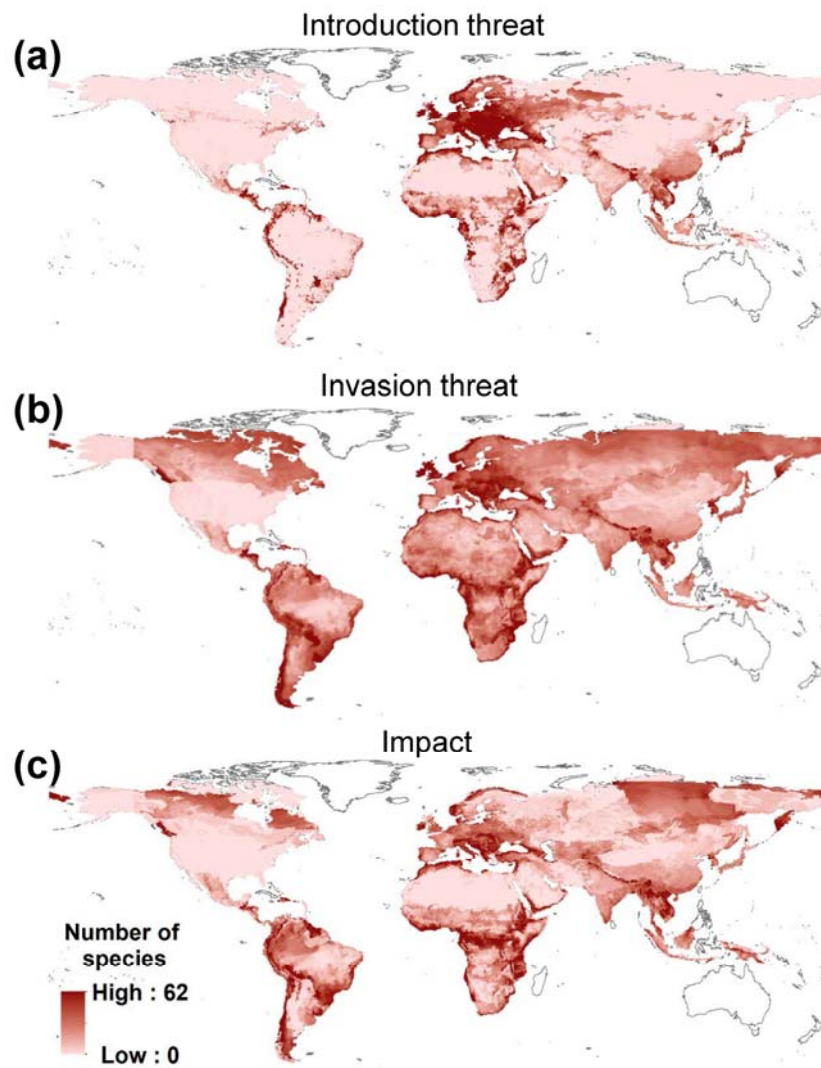 Introduction threat
(a)
Invasion threat
(b)
Impact
(c)
Number of
species
High : 62
Low : 0